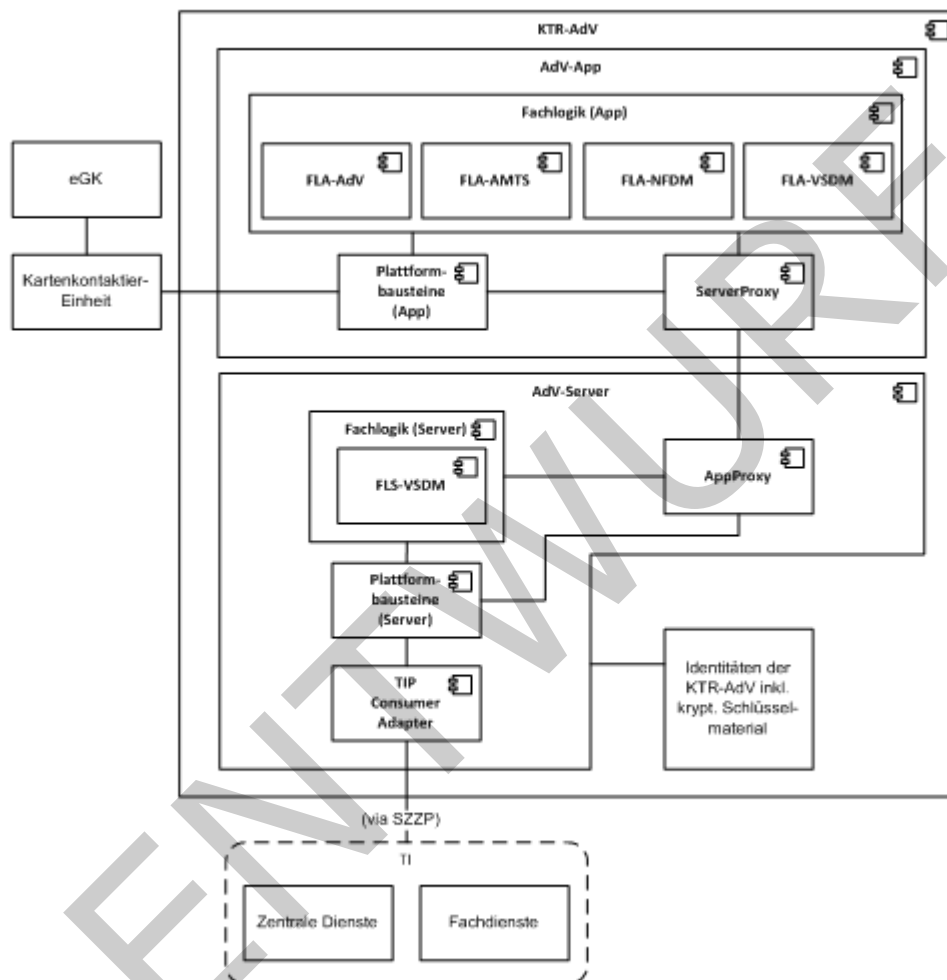 KTR-AdV
AdV-App
Fachlogik (App)
FLA-AdV
FLA-AMTS
FLA-NFDM
FLA-VSDM
eGK
Kartenkontaktier-
Einheit
Plattform-
bausteine
(App)
ServerProxy
AdV-Server
Fachlogik (Server)
FLS-VSDM
AppProxy
Plattform-
bausteine
(Server)
TIP
Consumer
Adapter
Identitäten der
KTR-AdV inkl.
krypt. Schlüssel-
material
(via SZZP)
TI
Zentrale Dienste
Fachdienste
ENTWURF